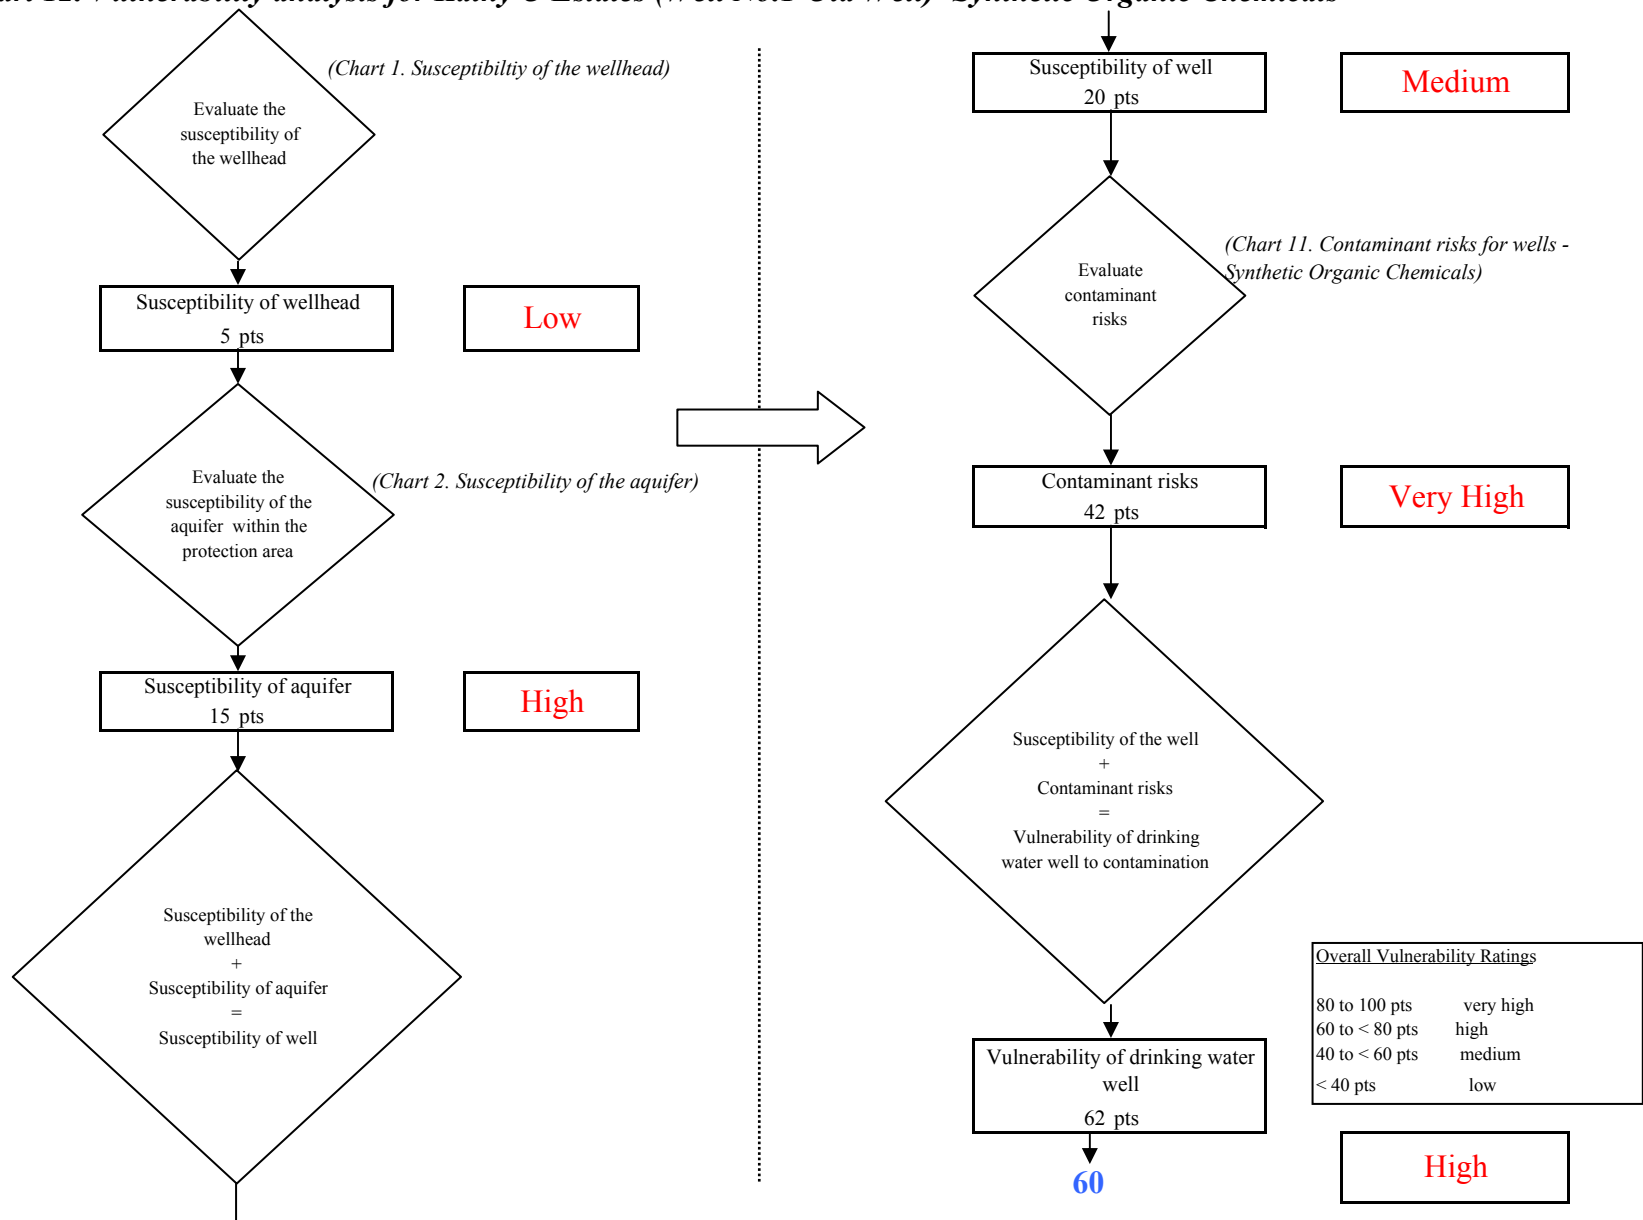 (Chart 1. Susceptibiltiy of the wellhead)
Evaluate the
susceptibility of
the wellhead
Susceptibility of wellhead
5 pts
Low
Evaluate the
susceptibility of the
aquifer within the
protection area
(Chart 2. Susceptibility of the aquifer)
Susceptibility of aquifer
15 pts
High
Susceptibility of the
wellhead
+
Susceptibility of aquifer
=
Susceptibility of well
Susceptibility of well
20 pts
Medium
(Chart 11. Contaminant risks for wells -
Synthetic Organic Chemicals)
Evaluate
contaminant
risks
Contaminant risks
42 pts
Very High
Susceptibility of the well
+
Contaminant risks
=
Vulnerability of drinking
water well to contamination
Vulnerability of drinking water
well
62 pts
60
Overall Vulnerability Ratings
80 to 100 pts very high
60 to < 80 pts high
40 to < 60 pts medium
< 40 pts low
High